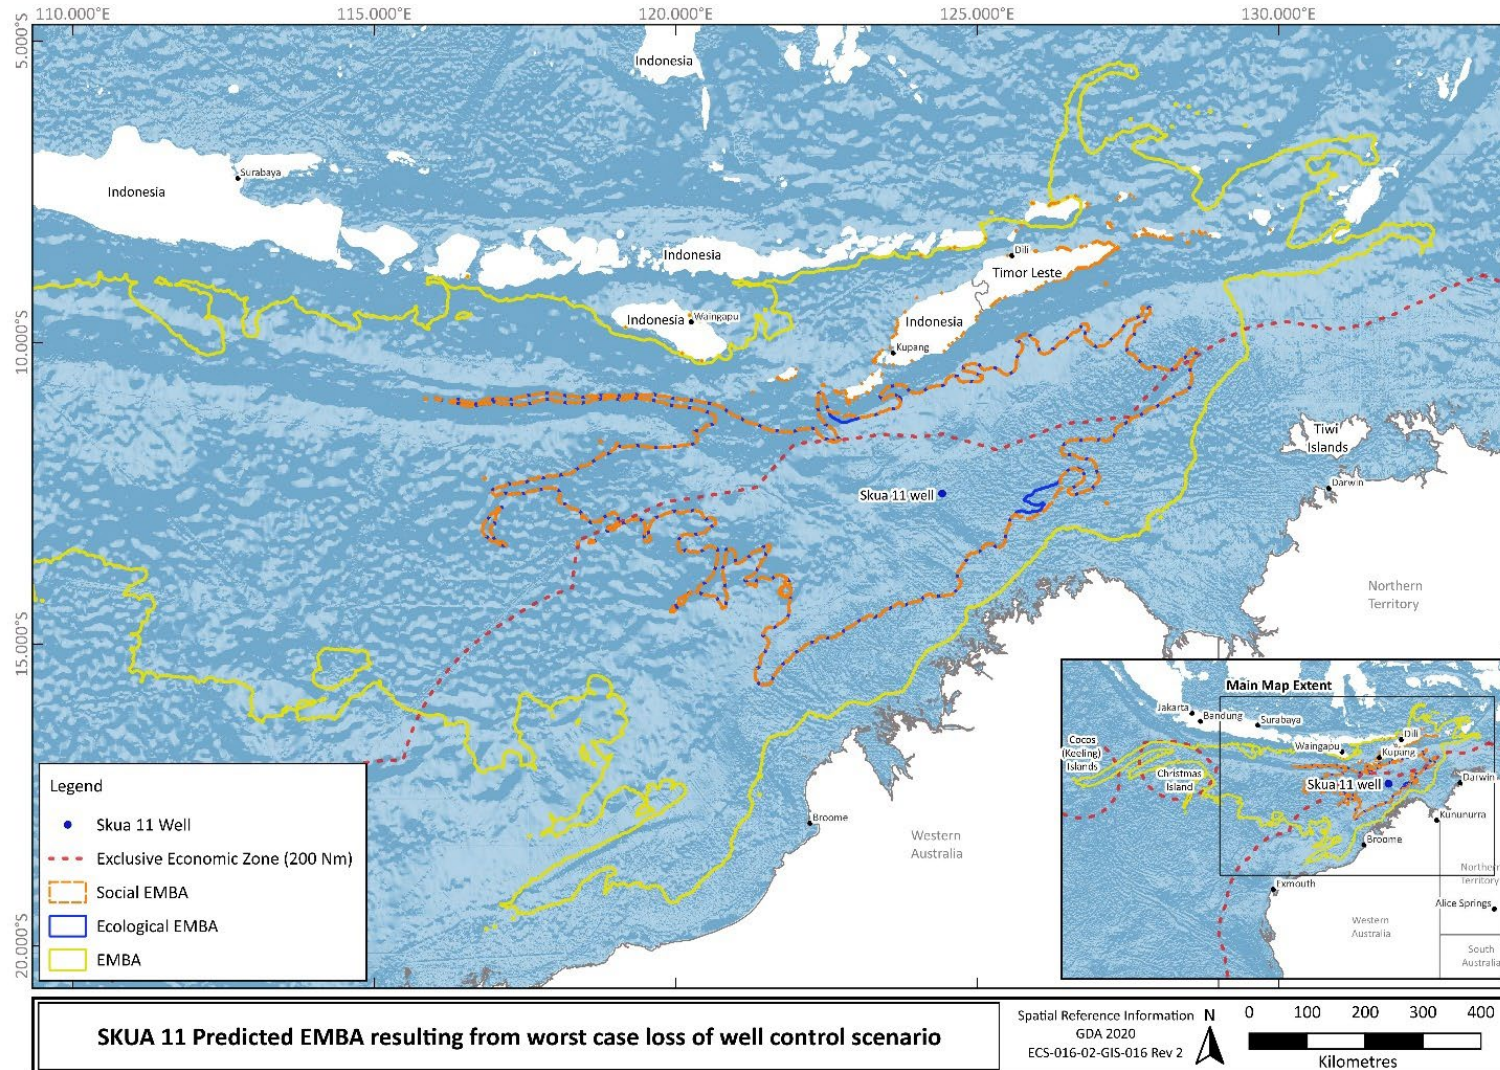 110.000°E
115.000°E
120.000°E
125.000°E
130.000°E
5.000°S
10.000°S
15.000°S
20.000°S
Indonesia
Indonesia
Surabaya
Indonesia
Indonesia
Indonesia
Waingapu
Dili
Timor Leste
Indonesia
Kupang
Skua 11 well
Tiwi
Islands
Darwin
Northern
Territory
Broome
Western
Australia
Legend
Skua 11 Well
Exclusive Economic Zone (200 Nm)
Social EMBA
Ecological EMBA
EMBA
Main Map Extent
Jakarta
Bandung
Surabaya
Cocos
(Keeling)
Islands
Christmas
Island
Waingapu
Dili
Kupang
Skua 11 well
Darwin
Kununurra
Broome
Exmouth
Northern
Territory
Alice Springs
Western
Australia
South
Australia
SKUA 11 Predicted EMBA resulting from worst case loss of well control scenario
Spatial Reference Information
GDA 2020
ECS-016-02-GIS-016 Rev 2
N
0 100 200 300 400
Kilometres